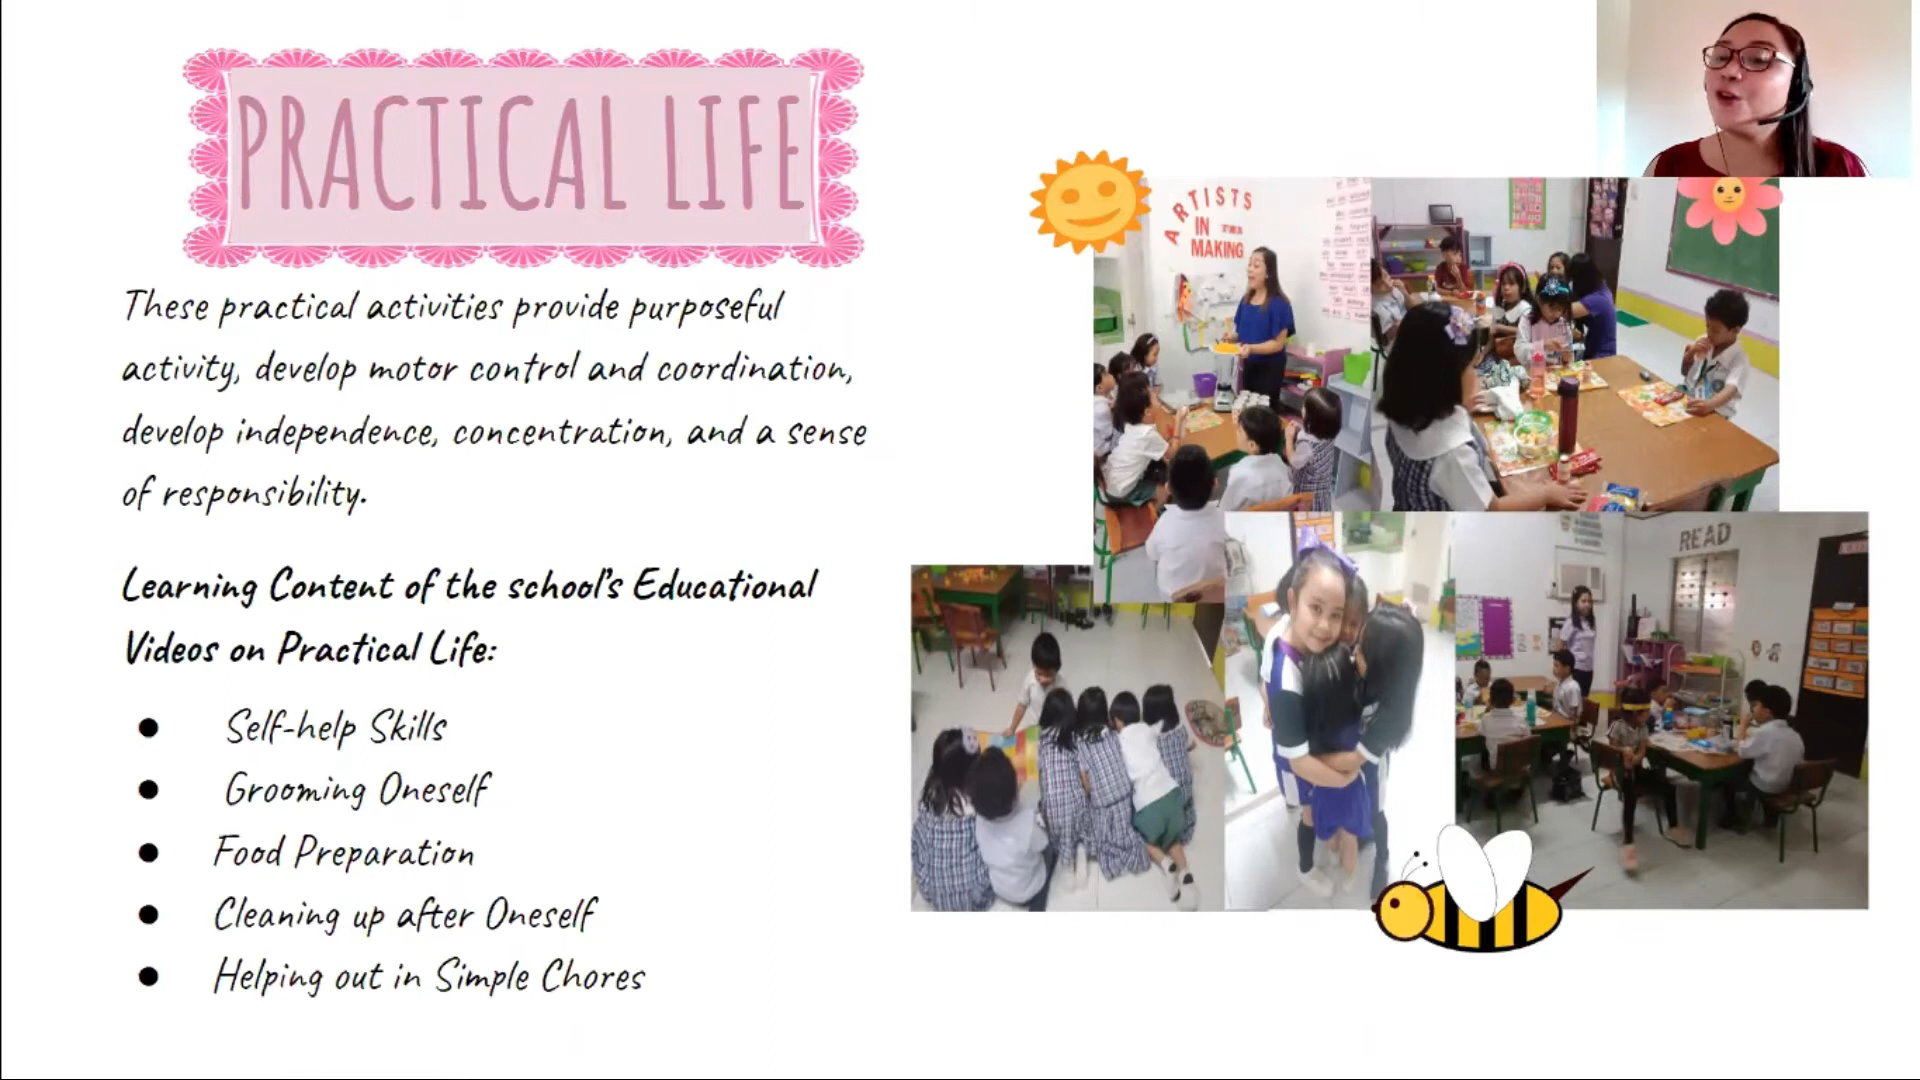 PRACTICAL LIFE
These practical activities provide purposeful
activity, develop motor control and coordination,
develop independence, concentration, and a sense
of responsibility.
Learning Content of the school's Educational
Videos on Practical Life:
● Self-help Skills
● Grooming Oneself
● Food Preparation
● Cleaning up after Oneself
● Helping out in Simple Chores
ARTISTS
IN THE
MAKING
READ